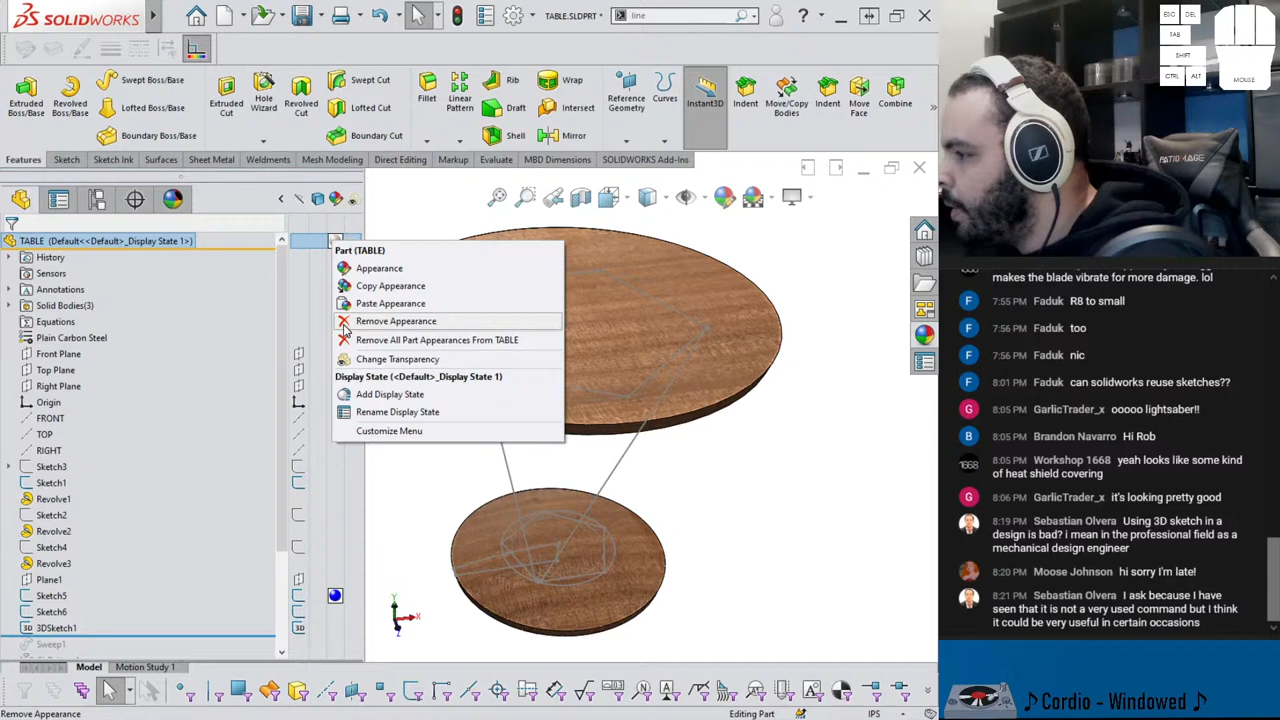 SOLIDWORKS
TABLE.SLDPRT *
line
Extruded Boss/Base
Revolved Boss/Base
Swept Boss/Base
Lofted Boss/Base
Boundary Boss/Base
Extruded Cut
Hole Wizard
Revolved Cut
Swept Cut
Lofted Cut
Boundary Cut
Fillet
Linear Pattern
Draft
Shell
Wrap
Intersect
Mirror
Reference Geometry
Curves
Instant3D
Indent
Move/Copy Bodies
Indent
Move Face
Combine
Features
Sketch
Sketch Ink
Surfaces
Sheet Metal
Weldments
Mesh Modeling
Direct Editing
Markup
Evaluate
MBD Dimensions
SOLIDWORKS Add-Ins
TABLE (Default<<Default>_Display State 1>)
History
Sensors
Annotations
Solid Bodies(3)
Equations
Plain Carbon Steel
Front Plane
Top Plane
Right Plane
Origin
FRONT
TOP
RIGHT
Sketch3
Sketch1
Revolve1
Sketch2
Revolve2
Sketch4
Revolve3
Plane1
Sketch5
Sketch6
3DSketch1
Sweep1
Part (TABLE)
Appearance
Copy Appearance
Paste Appearance
Remove Appearance
Remove All Part Appearances From TABLE
Change Transparency
Display State (<Default>_Display State 1)
Add Display State
Rename Display State
Customize Menu
Model
Motion Study 1
Remove Appearance
Editing Part
IPS
ESC
DEL
TAB
SHIFT
CTRL
ALT
MOUSE
makes the blade vibrate for more damage. lol
7:55 PM Faduk R8 to small
7:56 PM Faduk too
7:56 PM Faduk nic
8:01 PM Faduk can solidworks reuse sketches??
8:05 PM GarlicTrader_x ooooo lightsaber!!
8:05 PM Brandon Navarro Hi Rob
8:05 PM Workshop 1668 yeah looks like some kind
of heat shield covering
8:06 PM GarlicTrader_x it's looking pretty good
8:19 PM Sebastian Olvera Using 3D sketch in a
design is bad? i mean in the professional field as a
mechanical design engineer
8:20 PM Moose Johnson hi sorry I'm late!
8:21 PM Sebastian Olvera I ask because I have
seen that it is not a very used command but I think
it could be very useful in certain occasions
♪ Cordio - Windowed ♪